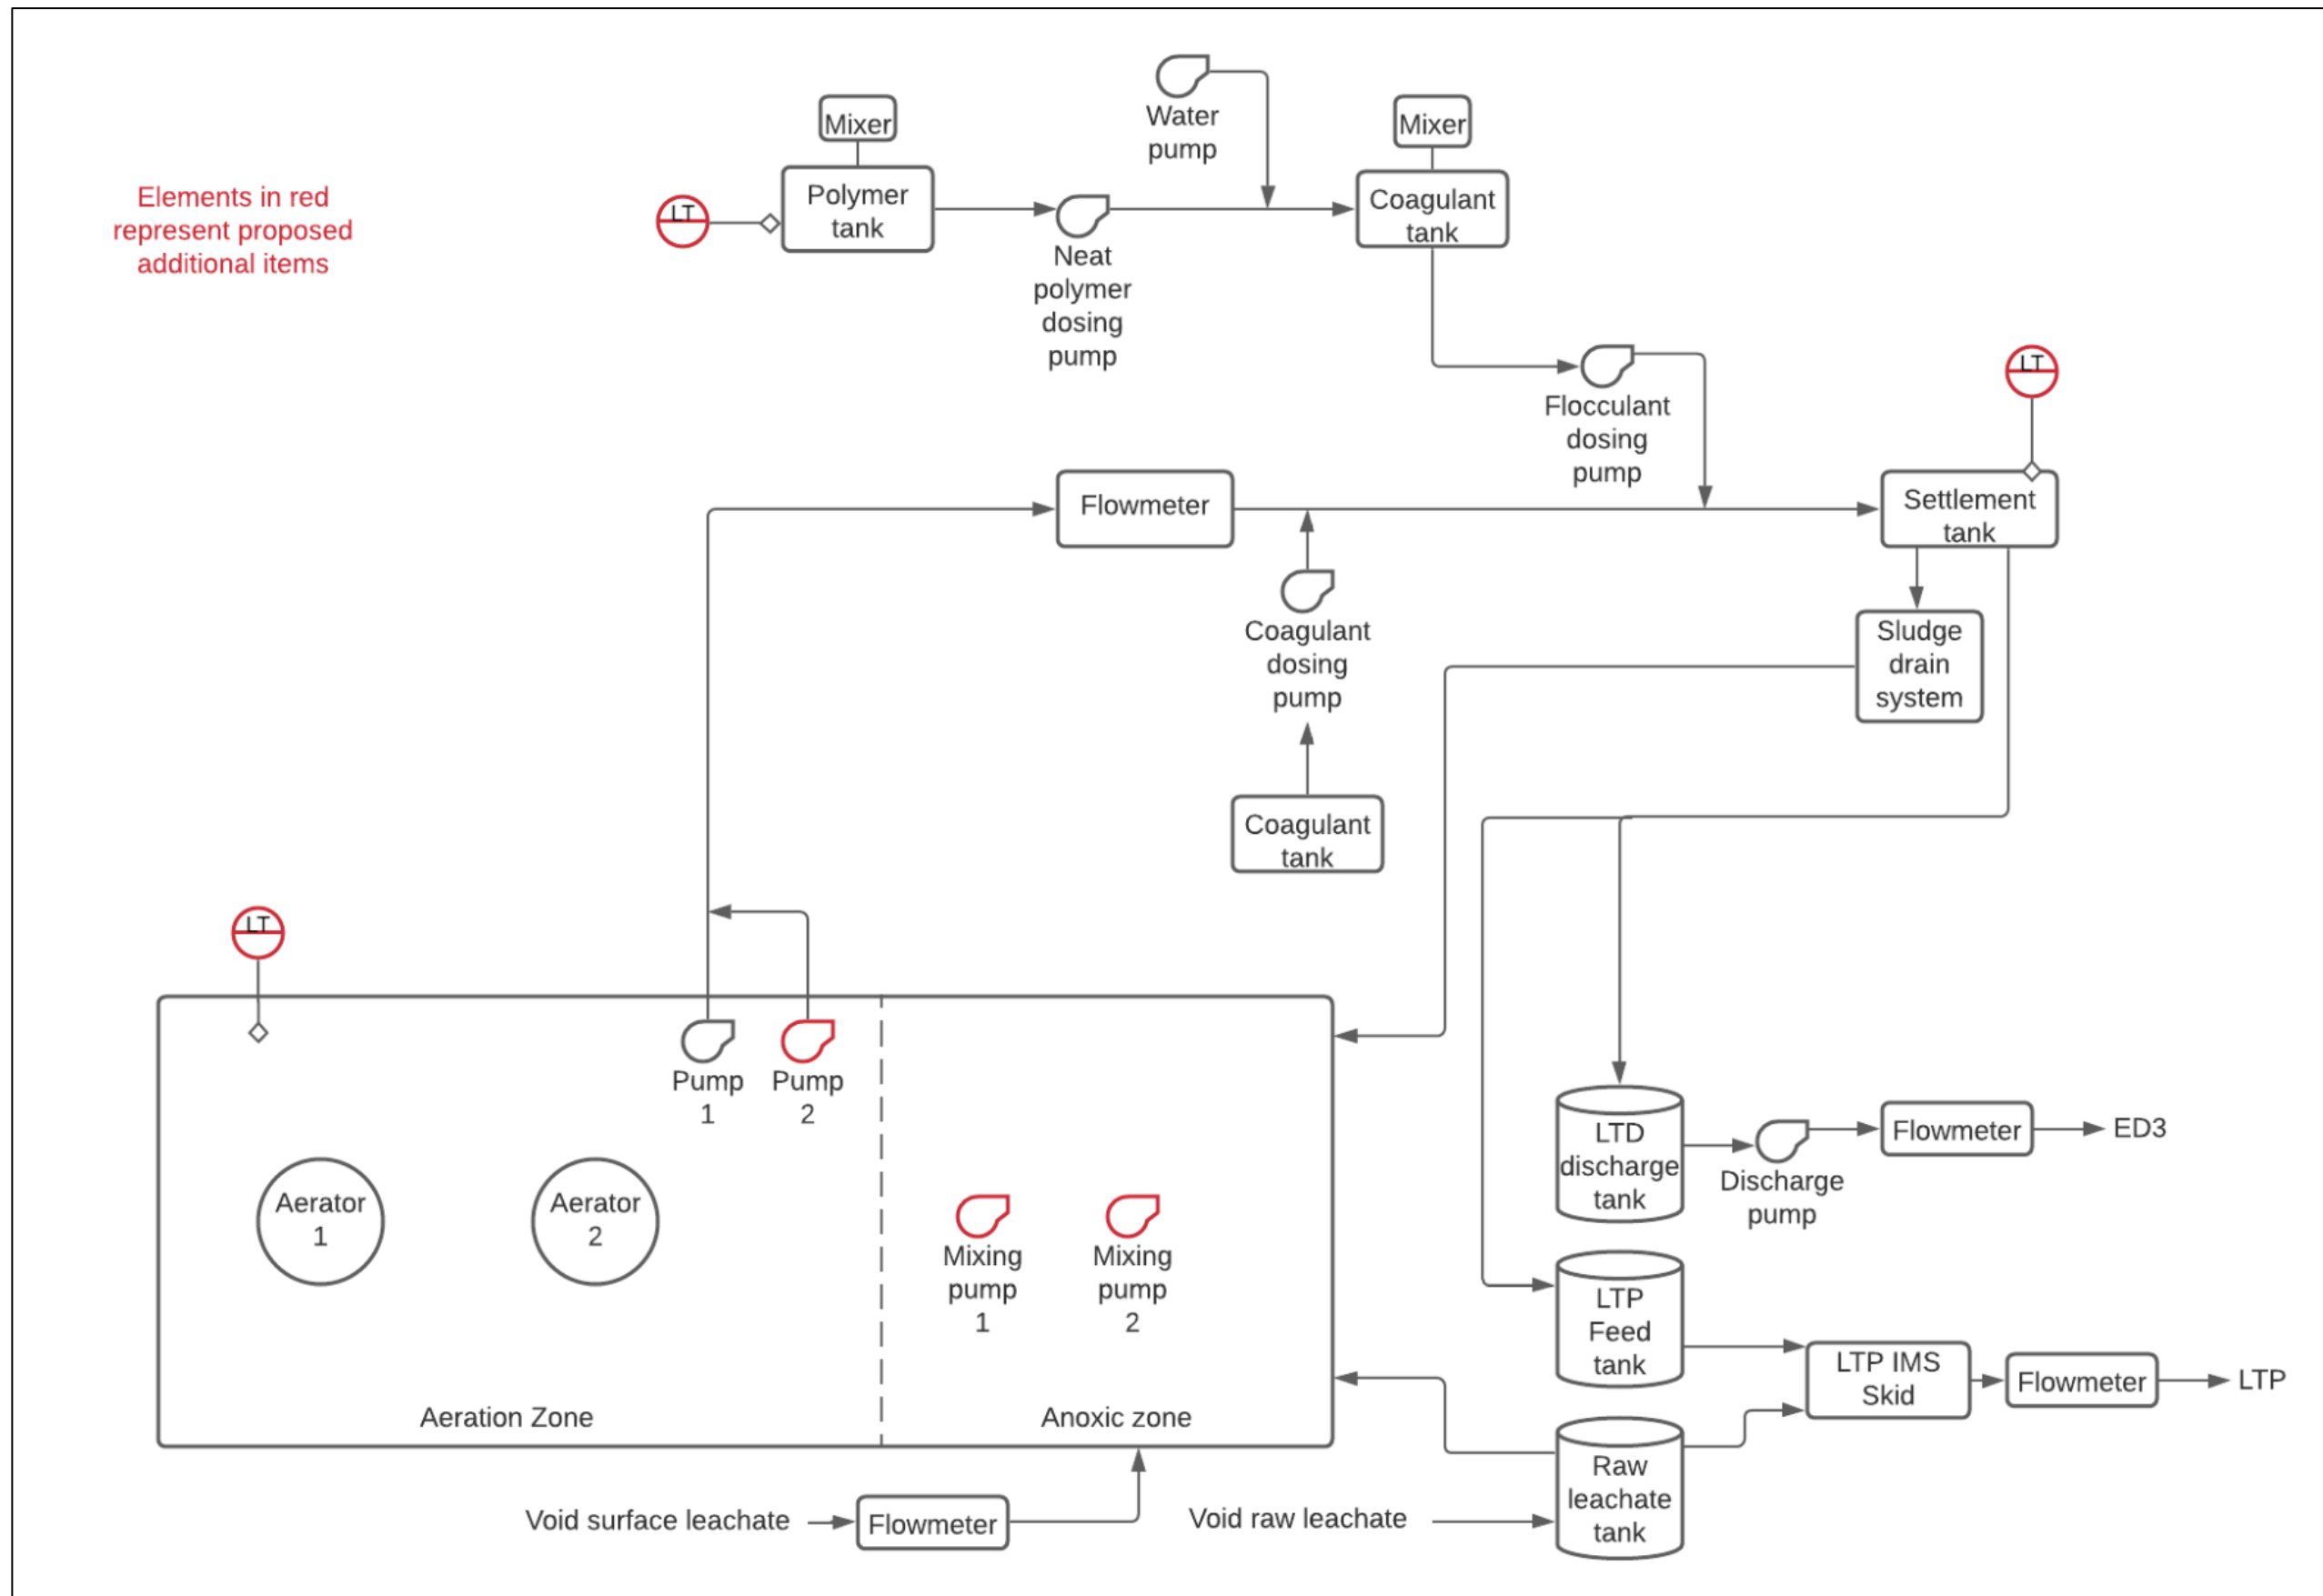 Water
pump
Mixer
Mixer
Elements in red
represent proposed
additional items
LT
Polymer
tank
Coagulant
tank
Neat
polymer
dosing
pump
LT
Flocculant
dosing
pump
Flowmeter
Settlement
tank
Coagulant
dosing
pump
Sludge
drain
system
Coagulant
tank
LT
Pump
1
Pump
2
LTD
discharge
tank
Discharge
pump
Flowmeter
ED3
Aerator
1
Aerator
2
Mixing
pump
1
Mixing
pump
2
LTP
Feed
tank
LTP IMS
Skid
Flowmeter
LTP
Aeration Zone
Anoxic zone
Raw
leachate
tank
Void surface leachate
Flowmeter
Void raw leachate